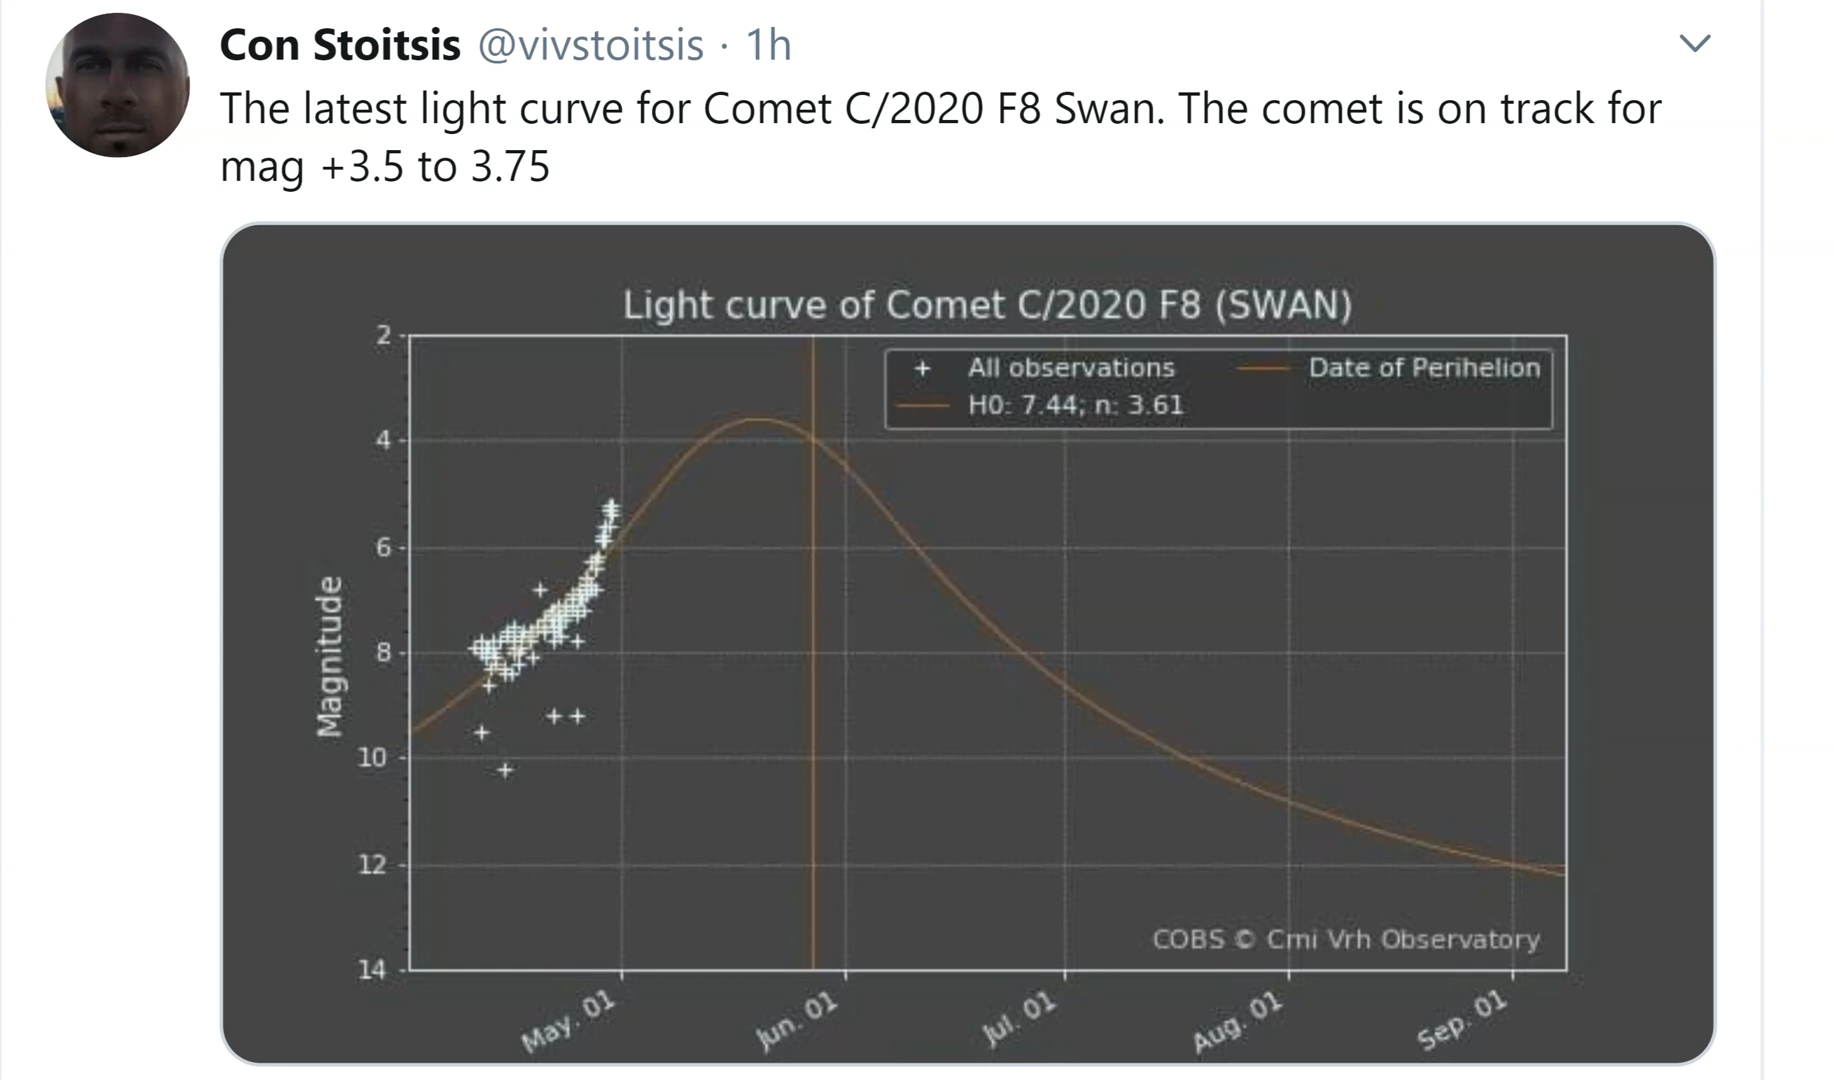 Con Stoitsis @vivstoitsis · 1h
The latest light curve for Comet C/2020 F8 Swan. The comet is on track for
mag +3.5 to 3.75
Light curve of Comet C/2020 F8 (SWAN)
All observations
Date of Perihelion
H0: 7.44; n: 3.61
Magnitude
2
4
6
8
10
12
14
COBS © Crni Vrh Observatory
May. 01
Jun. 01
Jul. 01
Aug. 01
Sep. 01